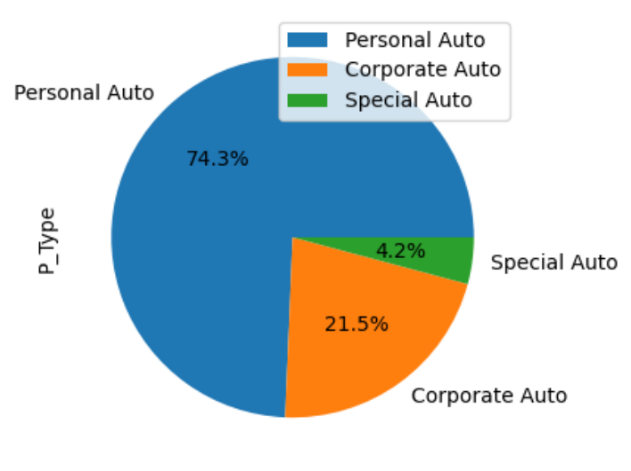 Personal Auto
Corporate Auto
Special Auto
Personal Auto
74.3%
P_Type
4.2%
Special Auto
21.5%
Corporate Auto